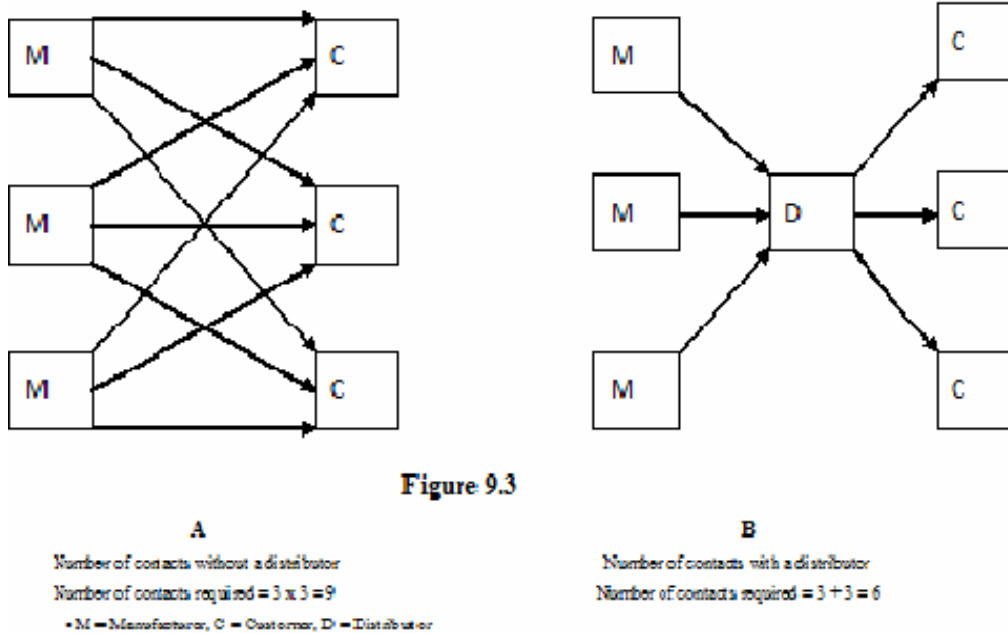 M
C
M
C
M
C
M
C
M
D
C
M
C
Figure 9.3
A
Number of contacts without a distributor
Number of contacts required = 3 x 3 = 9
• M = Manufacturer, C = Customer, D = Distributor
B
Number of contacts with a distributor
Number of contacts required = 3 + 3 = 6